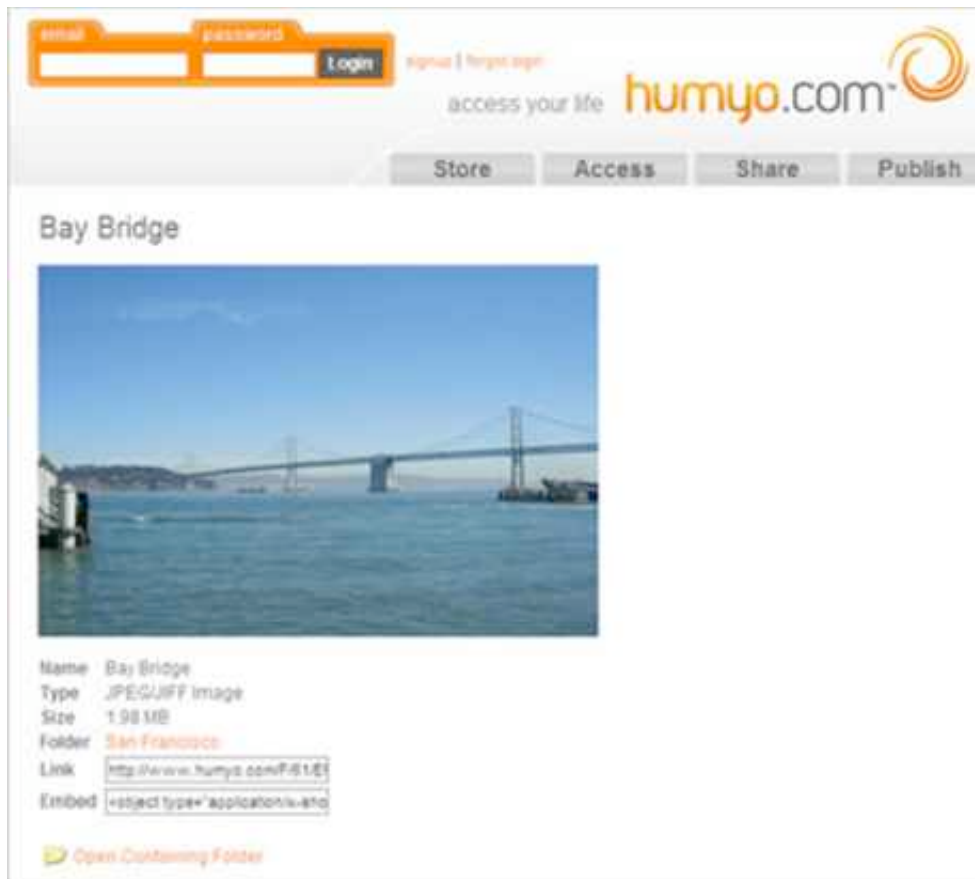 email password
Login signup | forgot login
access your life humyo.com™
Store Access Share Publish
Bay Bridge
Name Bay Bridge
Type JPEG/JIFF Image
Size 1.98 MB
Folder San Francisco
Link http://www.humyo.com/F/61/
Embed <object type="application/x-sho
Open Containing Folder